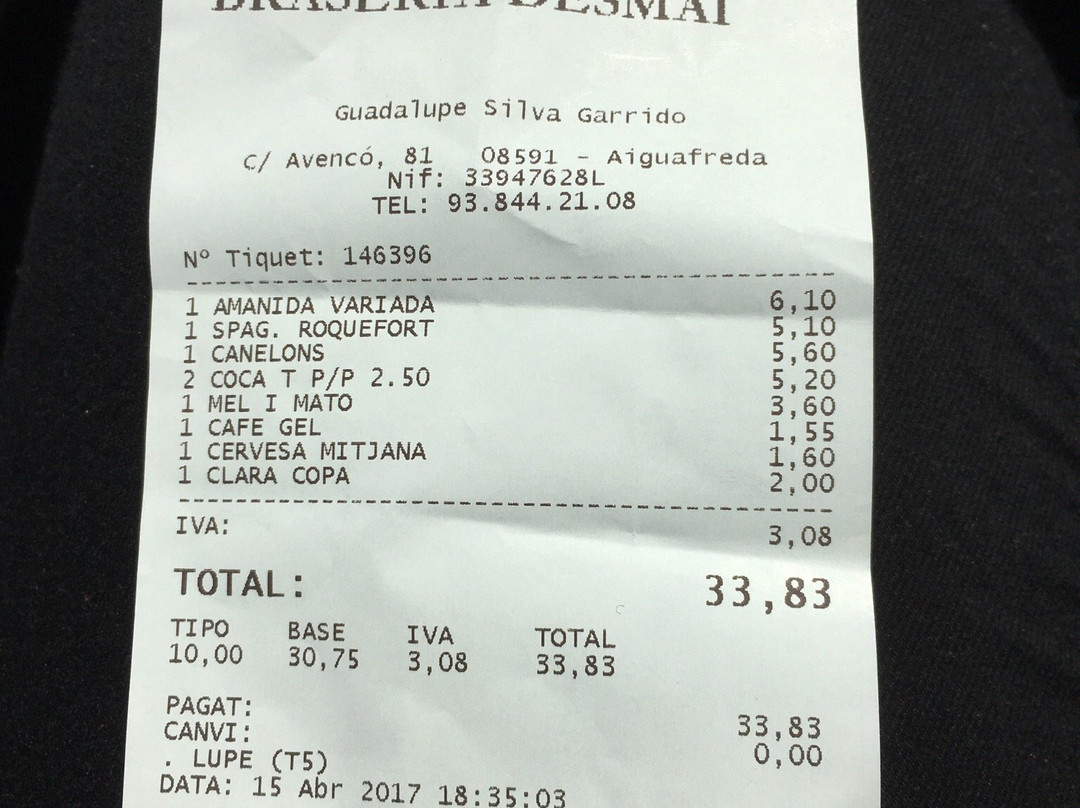 BRASERIA DESMAI
Guadalupe Silva Garrido
C/ Avencó, 81 08591 - Aiguafreda
Nif: 33947628L
TEL: 93.844.21.08
Nº Tiquet: 146396
1 AMANIDA VARIADA 6,10
1 SPAG. ROQUEFORT 5,10
1 CANELONS 5,60
2 COCA T P/P 2.50 5,20
1 MEL I MATO 3,60
1 CAFE GEL 1,55
1 CERVESA MITJANA 1,60
1 CLARA COPA 2,00
IVA: 3,08
TOTAL: 33,83
TIPO BASE IVA TOTAL
10,00 30,75 3,08 33,83
PAGAT: 33,83
CANVI: 0,00
. LUPE (T5)
DATA: 15 Abr 2017 18:35:03